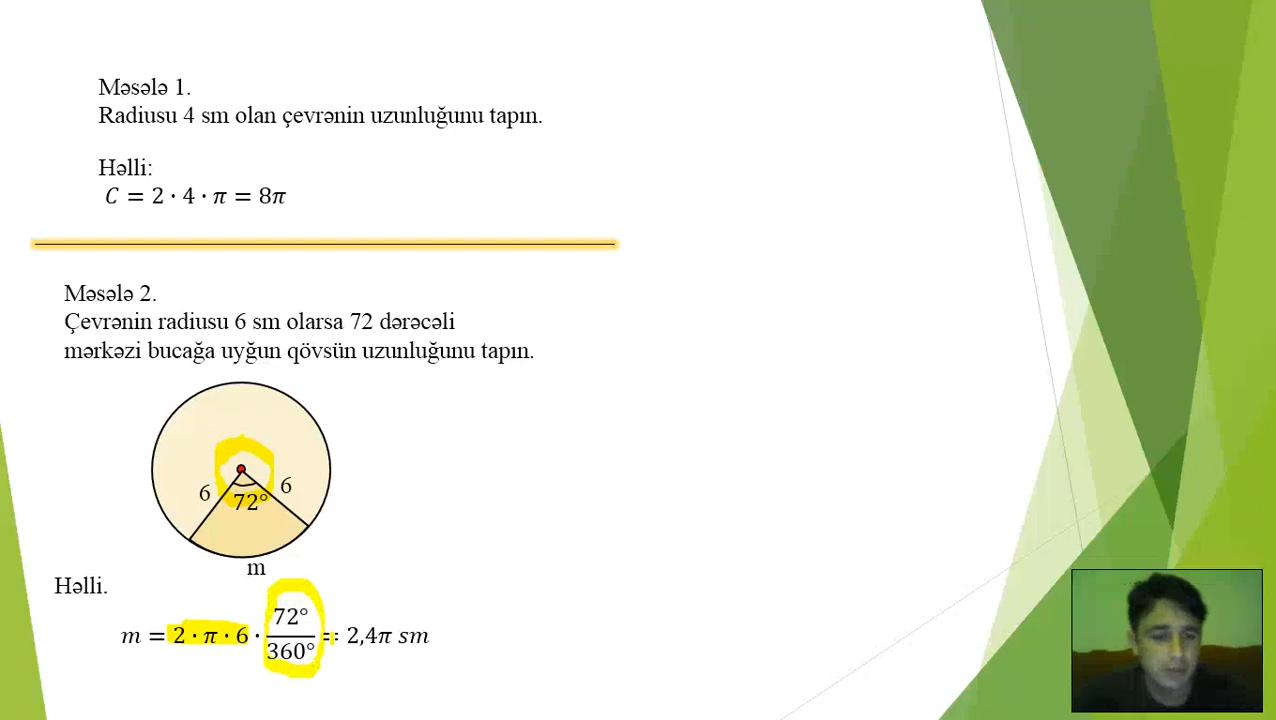 Məsələ 1.
Radiusu 4 sm olan çevrənin uzunluğunu tapın.
Həlli:
C = 2 · 4 · π = 8π
Məsələ 2.
Çevrənin radiusu 6 sm olarsa 72 dərəcəli
mərkəzi bucağa uyğun qövsün uzunluğunu tapın.
6
6
72°
m
Həlli.
m = 2 · π · 6 · 72°/360° = 2,4π sm